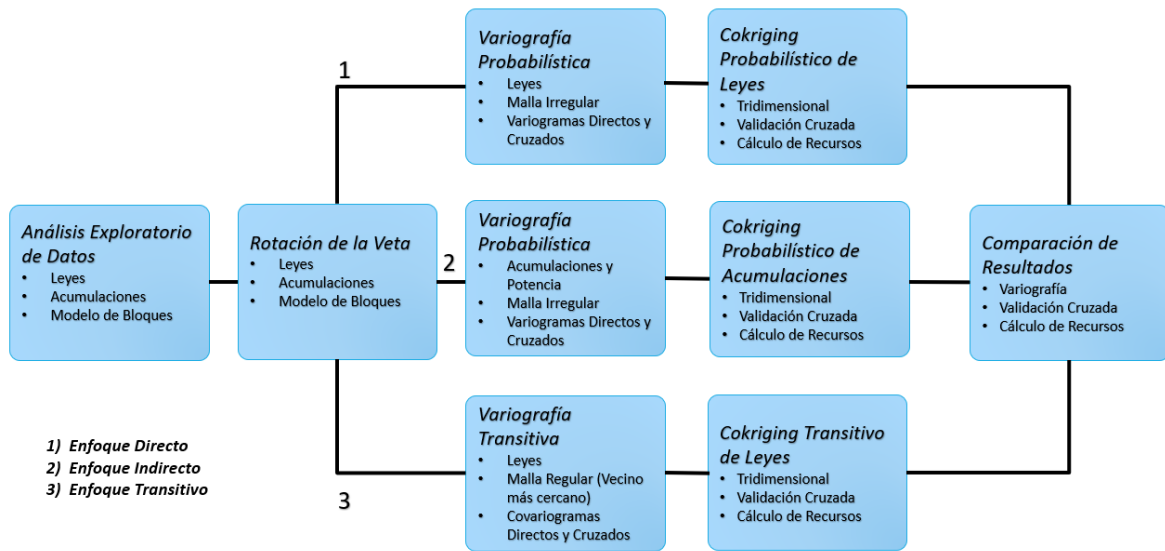 Análisis Exploratorio
de Datos
• Leyes
• Acumulaciones
• Modelo de Bloques
Rotación de la Veta
• Leyes
• Acumulaciones
• Modelo de Bloques
1
Variografía
Probabilística
• Leyes
• Malla Irregular
• Variogramas Directos y
Cruzados
Cokriging
Probabilístico de
Leyes
• Tridimensional
• Validación Cruzada
• Cálculo de Recursos
2
Variografía
Probabilística
• Acumulaciones y
Potencia
• Malla Irregular
• Variogramas Directos y
Cruzados
Cokriging
Probabilístico de
Acumulaciones
• Tridimensional
• Validación Cruzada
• Cálculo de Recursos
3
Variografía
Transitiva
• Leyes
• Malla Regular (Vecino
más cercano)
• Covariogramas
Directos y Cruzados
Cokriging Transitivo
de Leyes
• Tridimensional
• Validación Cruzada
• Cálculo de Recursos
Comparación de
Resultados
• Variografía
• Validación Cruzada
• Cálculo de Recursos
1) Enfoque Directo
2) Enfoque Indirecto
3) Enfoque Transitivo